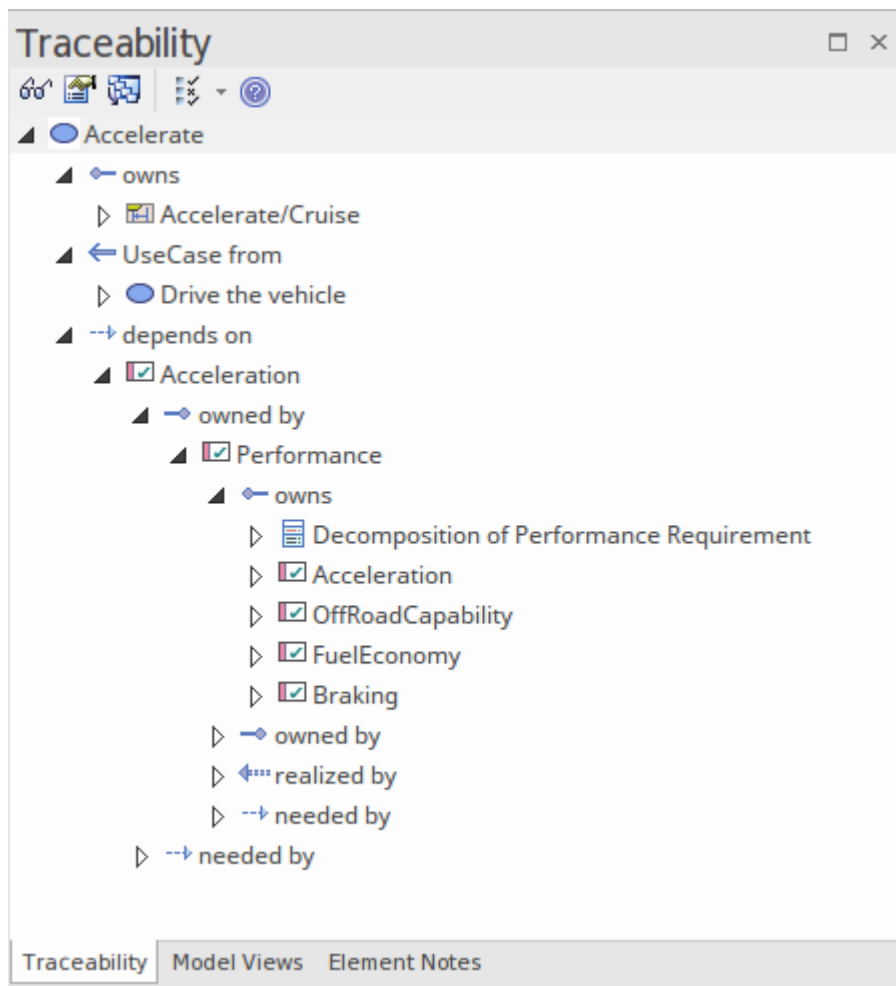 Traceability
Accelerate
owns
Accelerate/Cruise
UseCase from
Drive the vehicle
depends on
Acceleration
owned by
Performance
owns
Decomposition of Performance Requirement
Acceleration
OffRoadCapability
FuelEconomy
Braking
owned by
realized by
needed by
needed by
Traceability Model Views Element Notes